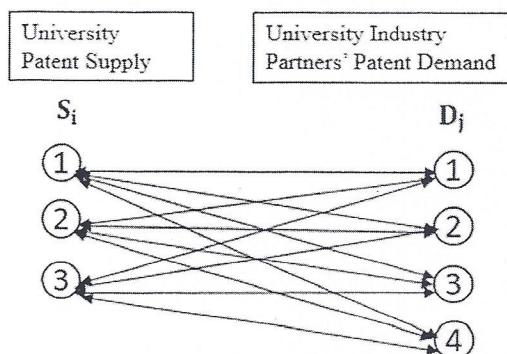 University
Patent Supply
University Industry
Partners' Patent Demand
Si
Dj
1
1
2
2
3
3
4